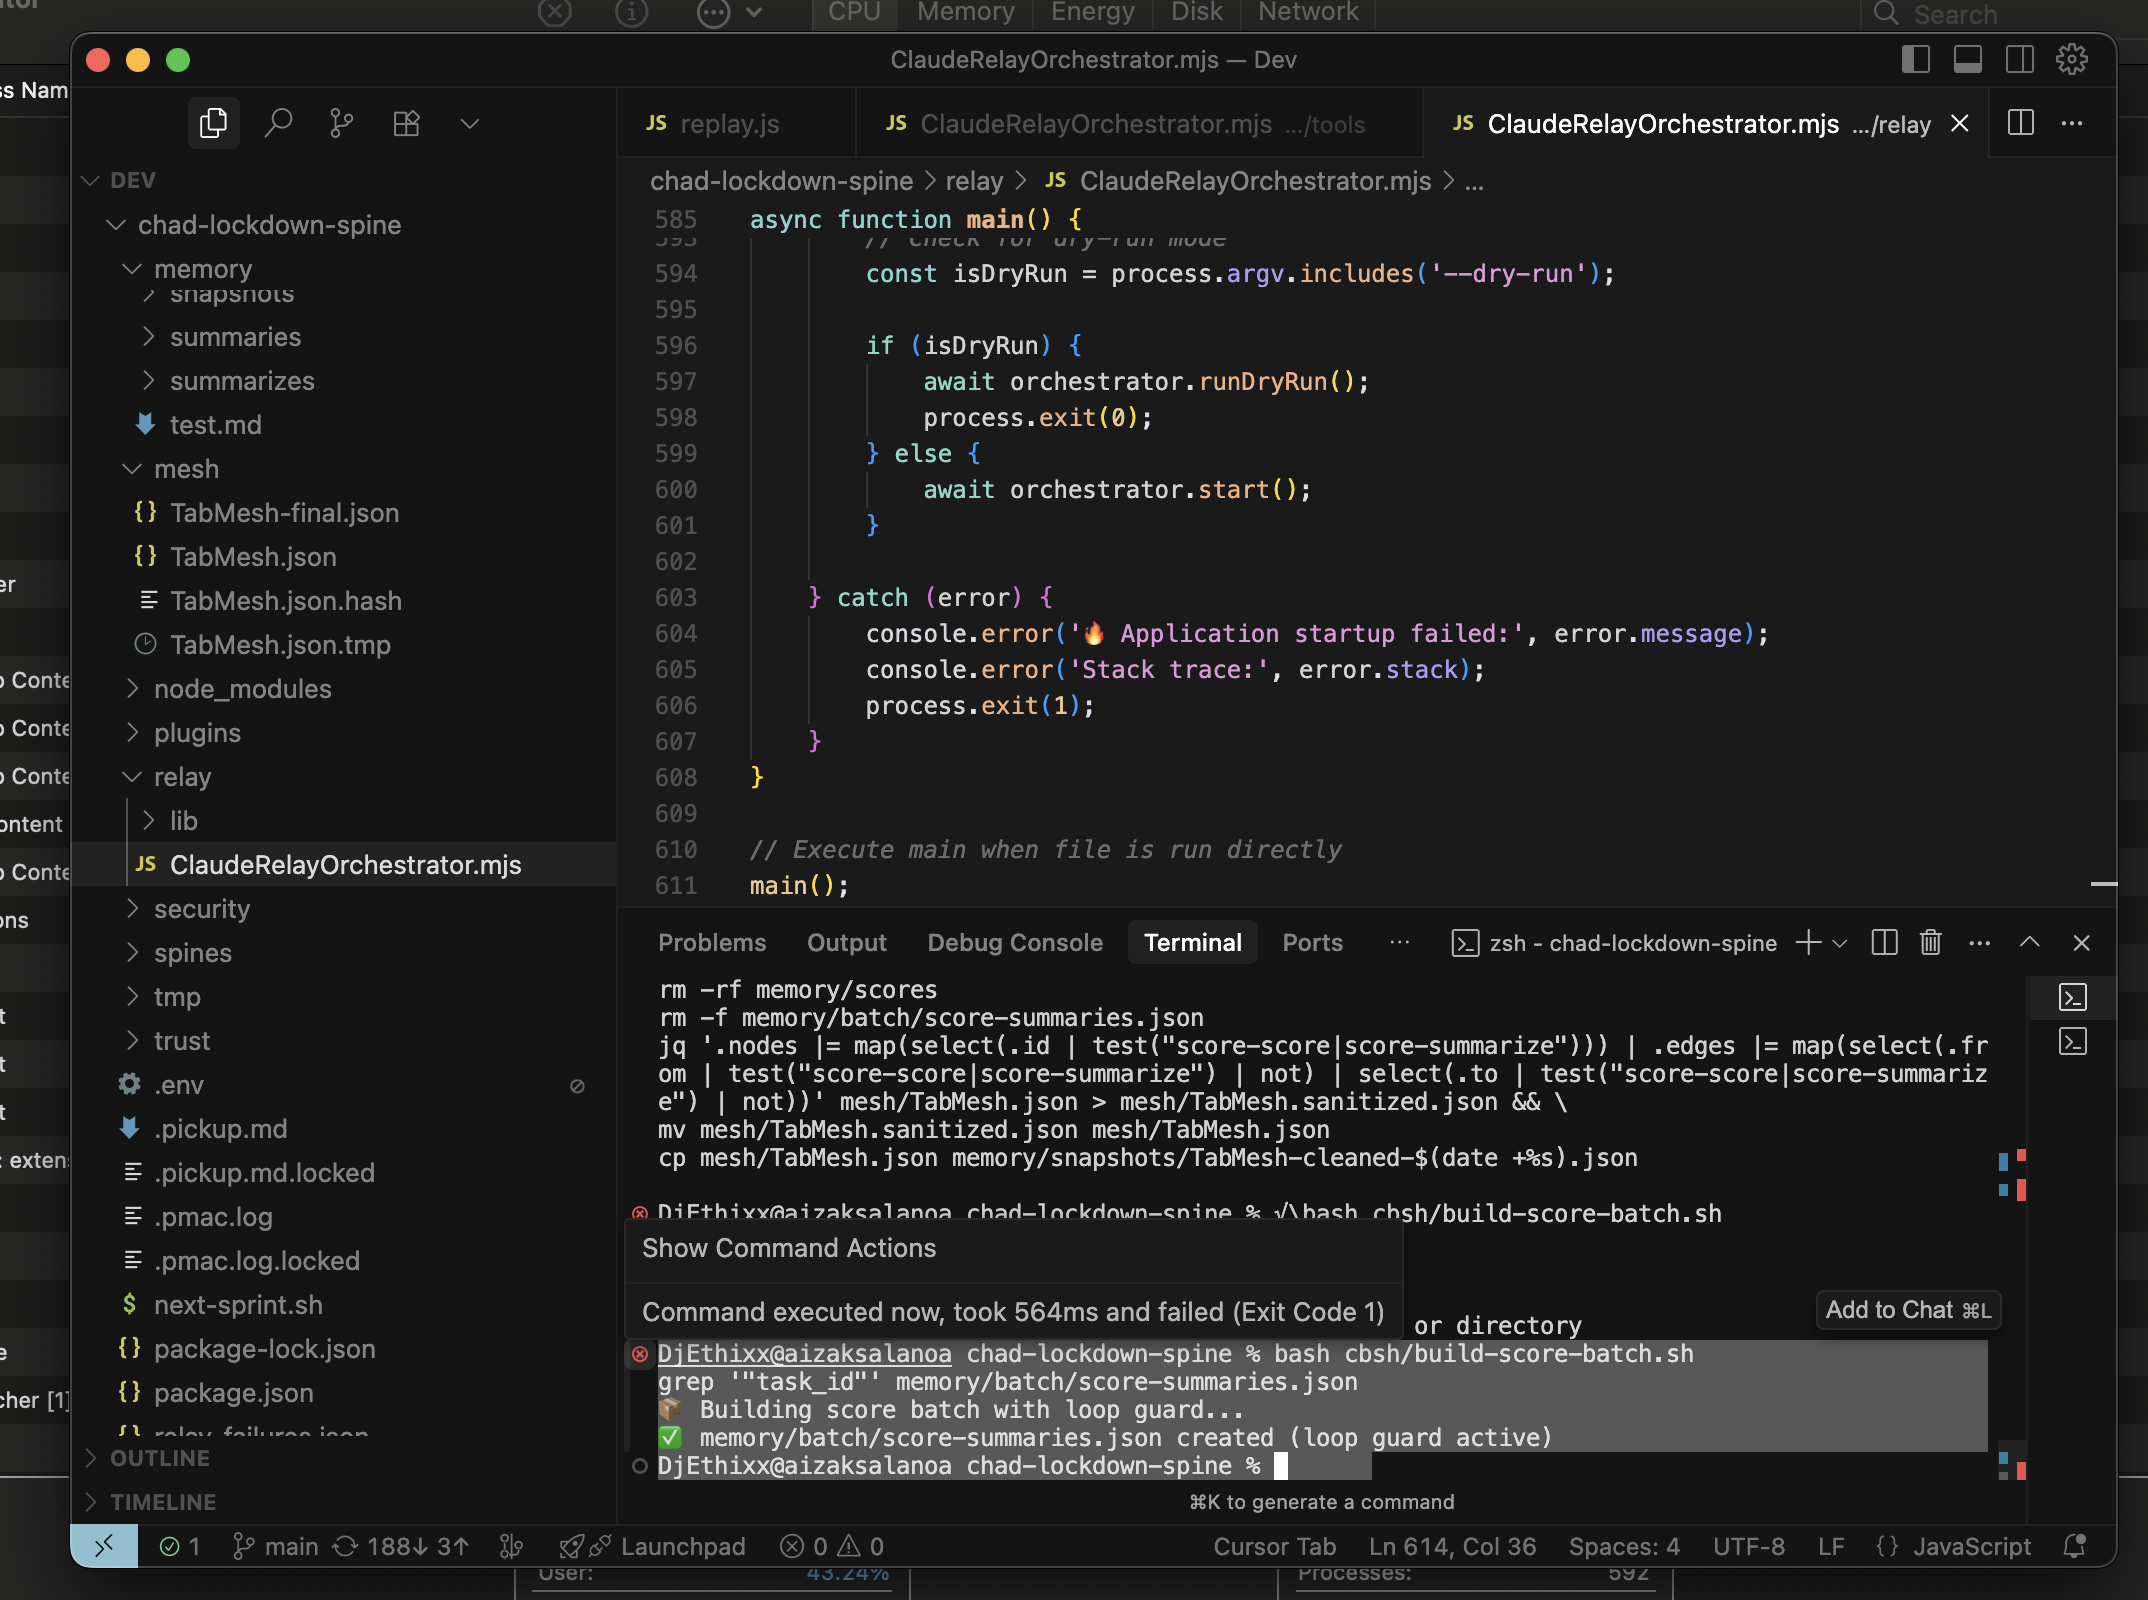 CPU
Memory
Energy
Disk
Network
Search
ss Nam
er
o Conte
o Conte
o Conte
ontent
o Conte
ons
t
t
t
: extens
e
cher [1]
ClaudeRelayOrchestrator.mjs — Dev
DEV
chad-lockdown-spine
memory
snapshots
summaries
summarizes
test.md
mesh
{} TabMesh-final.json
{} TabMesh.json
TabMesh.json.hash
TabMesh.json.tmp
node_modules
plugins
relay
lib
JS ClaudeRelayOrchestrator.mjs
security
spines
tmp
trust
.env
.pickup.md
.pickup.md.locked
.pmac.log
.pmac.log.locked
$ next-sprint.sh
{} package-lock.json
{} package.json
{} relay_failures.json
OUTLINE
TIMELINE
JS replay.js
JS ClaudeRelayOrchestrator.mjs .../tools
JS ClaudeRelayOrchestrator.mjs .../relay
chad-lockdown-spine > relay > JS ClaudeRelayOrchestrator.mjs > ...
585 async function main() {
593 // Check for dry-run mode
594 const isDryRun = process.argv.includes('--dry-run');
595
596 if (isDryRun) {
597 await orchestrator.runDryRun();
598 process.exit(0);
599 } else {
600 await orchestrator.start();
601 }
602
603 } catch (error) {
604 console.error('🔥 Application startup failed:', error.message);
605 console.error('Stack trace:', error.stack);
606 process.exit(1);
607 }
608 }
609
610 // Execute main when file is run directly
611 main();
Problems
Output
Debug Console
Terminal
Ports
zsh - chad-lockdown-spine
rm -rf memory/scores
rm -f memory/batch/score-summaries.json
jq '.nodes |= map(select(.id | test("score-score|score-summarize"))) | .edges |= map(select(.fr
om | test("score-score|score-summarize") | not) | select(.to | test("score-score|score-summariz
e") | not))' mesh/TabMesh.json > mesh/TabMesh.sanitized.json && \
mv mesh/TabMesh.sanitized.json mesh/TabMesh.json
cp mesh/TabMesh.json memory/snapshots/TabMesh-cleaned-$(date +%s).json
DjEthixx@aizaksalanoa chad-lockdown-spine % √\bash cbsh/build-score-batch.sh
Show Command Actions
Command executed now, took 564ms and failed (Exit Code 1)
or directory
Add to Chat ⌘L
DjEthixx@aizaksalanoa chad-lockdown-spine % bash cbsh/build-score-batch.sh
grep '"task_id"' memory/batch/score-summaries.json
📦 Building score batch with loop guard...
✅ memory/batch/score-summaries.json created (loop guard active)
DjEthixx@aizaksalanoa chad-lockdown-spine %
⌘K to generate a command
1
main
188↓ 3↑
Launchpad
0
0
Cursor Tab
Ln 614, Col 36
Spaces: 4
UTF-8
LF
{} JavaScript
User:
43.24%
Processes:
592